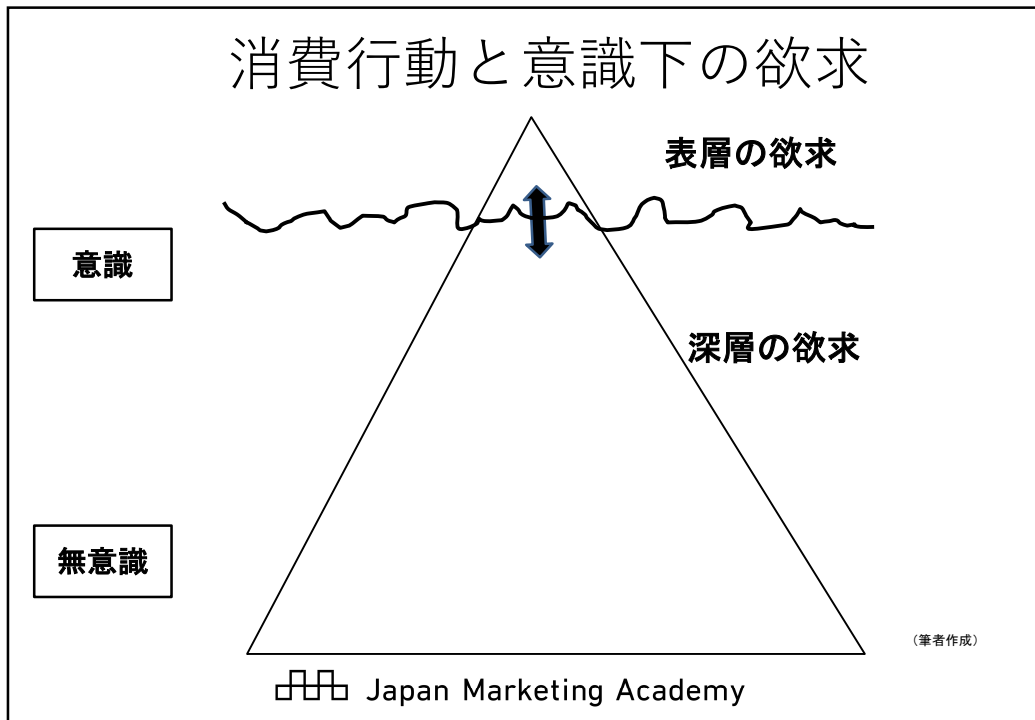 消費行動と意識下の欲求
表層の欲求
意識
深層の欲求
無意識
（筆者作成）
Japan Marketing Academy